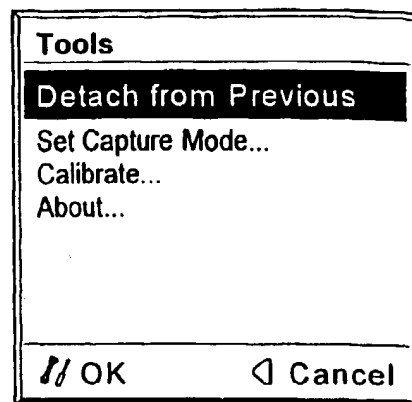 Tools
Detach from Previous
Set Capture Mode...
Calibrate...
About...
OK Cancel